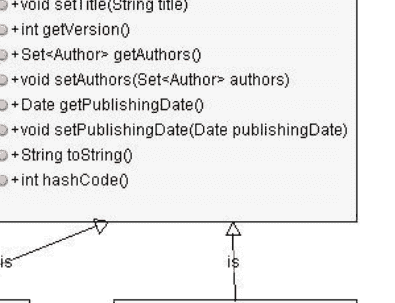 +void setTitle(String title)
+int getVersion()
+Set<Author> getAuthors()
+void setAuthors(Set<Author> authors)
+Date getPublishingDate()
+void setPublishingDate(Date publishingDate)
+String toString()
+int hashCode()
is
is